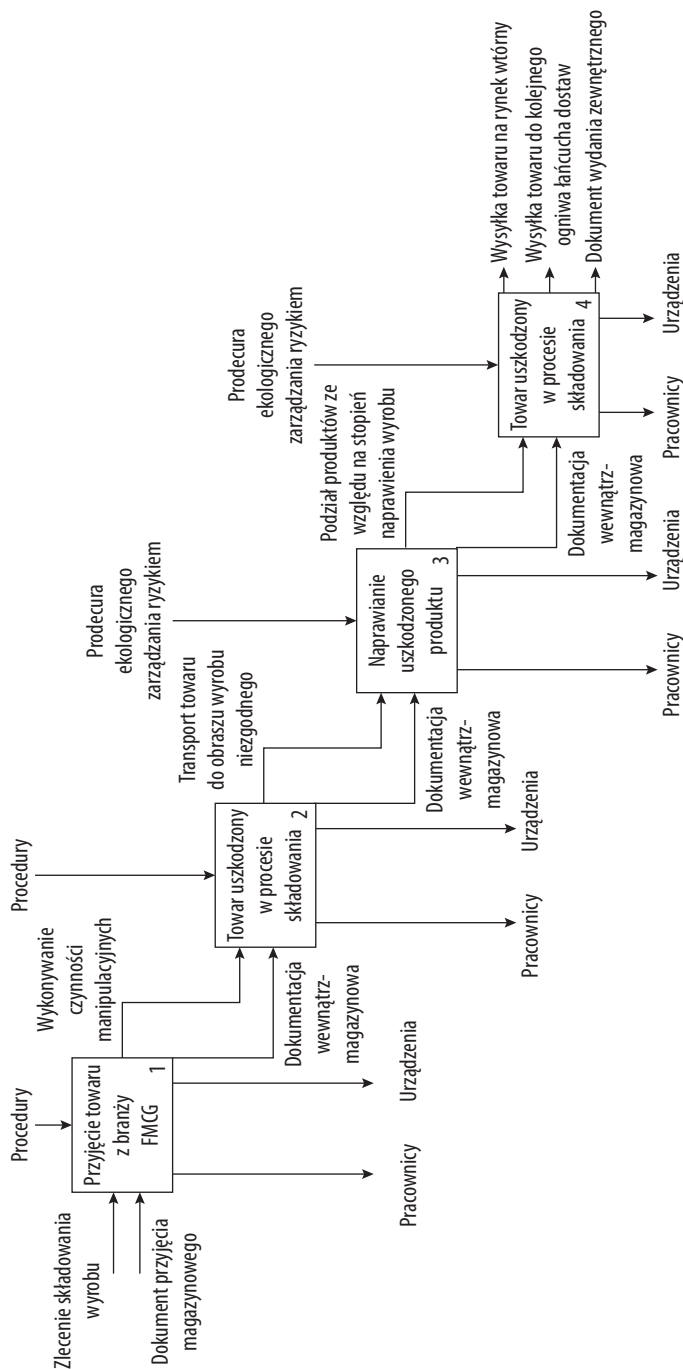 Zlecenie składowania
wyrobu
Dokument przyjęcia
magazynowego
Procedury
Przyjęcie towaru
z branży
FMCG
1
Pracownicy
Urządzenia
Wykonywanie
czynności
manipulacyjnych
Dokumentacja
wewnątrz-
magazynowa
Procedury
Towar uszkodzony
w procesie
składowania
2
Pracownicy
Urządzenia
Transport towaru
do obraszu wyrobu
niezgodnego
Dokumentacja
wewnątrz-
magazynowa
Prodecura
ekologicznego
zarządzania ryzykiem
Naprawianie
uszkodzonego
produktu
3
Pracownicy
Urządzenia
Podział produktów ze
względu na stopień
naprawienia wyrobu
Dokumentacja
wewnątrz-
magazynowa
Prodecura
ekologicznego
zarządzania ryzykiem
Towar uszkodzony
w procesie
składowania
4
Pracownicy
Urządzenia
Wysyłka towaru na rynek wtórny
Wysyłka towaru do kolejnego
ogniwa łańcucha dostaw
Dokument wydania zewnętrznego